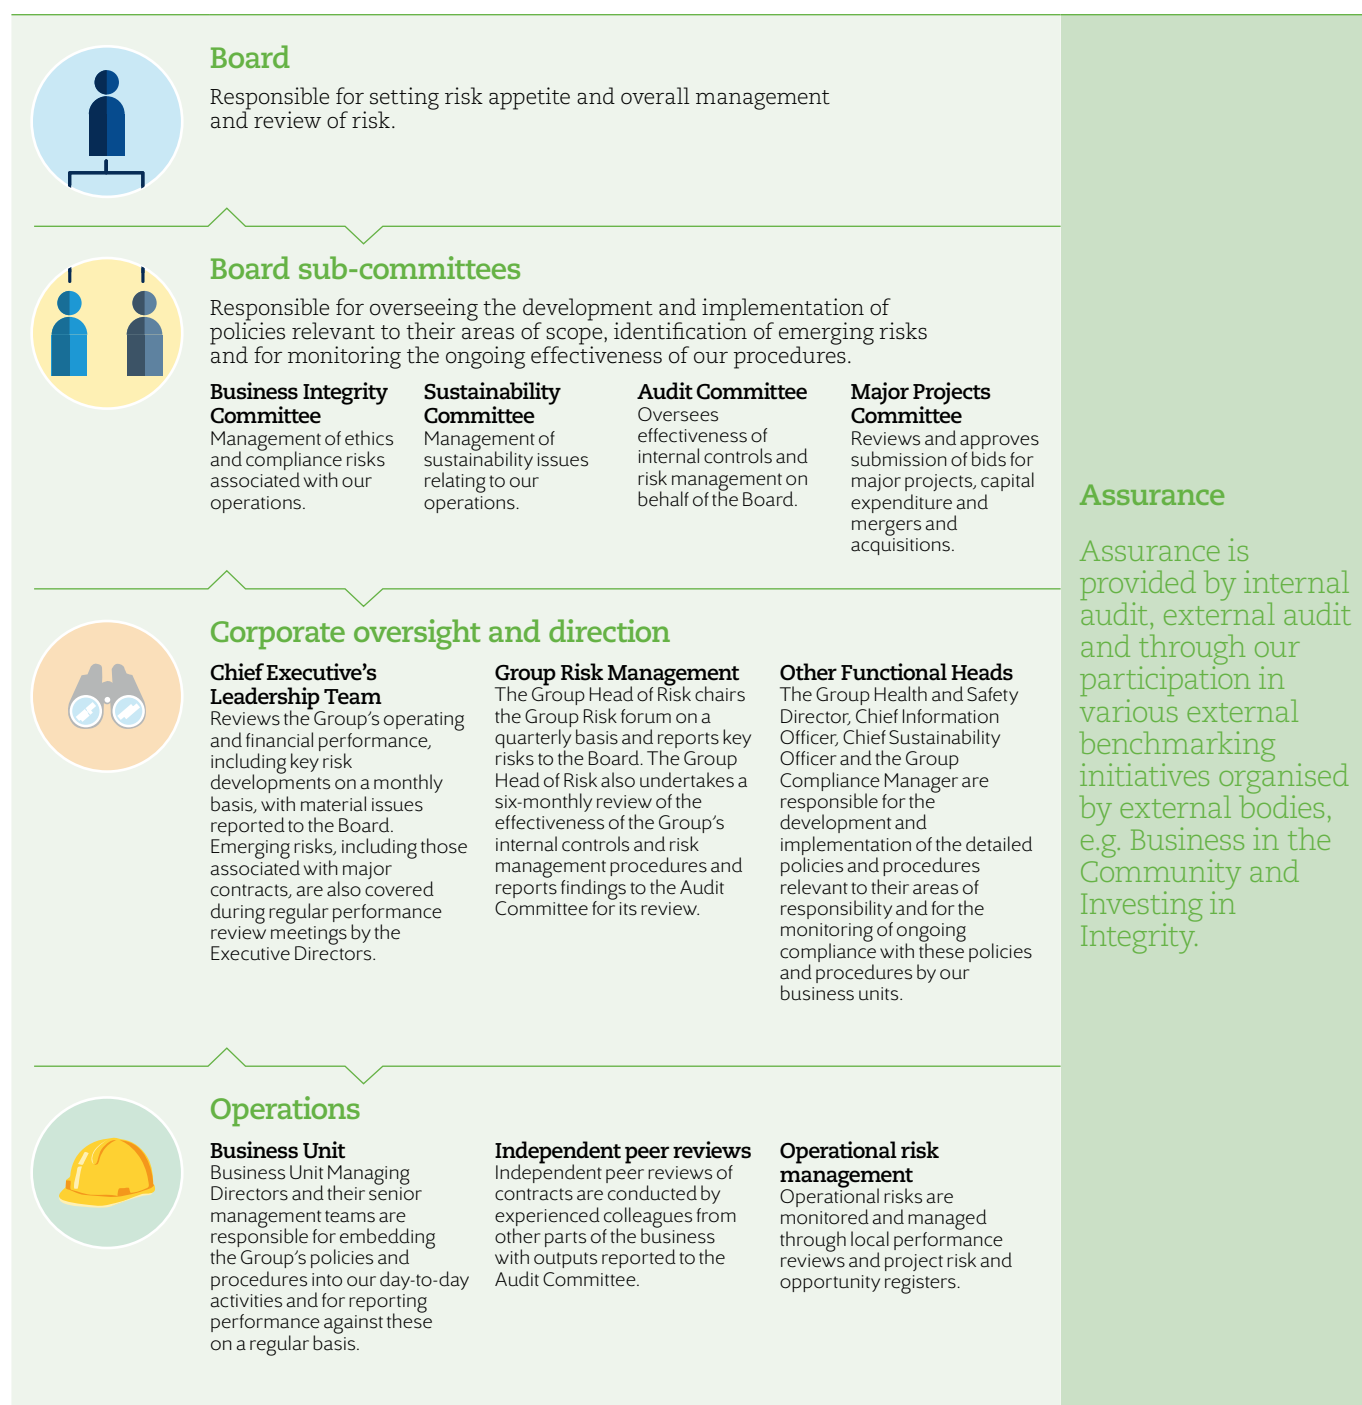 Board
Responsible for setting risk appetite and overall management
and review of risk.
Board sub-committees
Responsible for overseeing the development and implementation of
policies relevant to their areas of scope, identification of emerging risks
and for monitoring the ongoing effectiveness of our procedures.
Business Integrity
Committee
Management of ethics
and compliance risks
associated with our
operations.
Sustainability
Committee
Management of
sustainability issues
relating to our
operations.
Audit Committee
Oversees
effectiveness of
internal controls and
risk management on
behalf of the Board.
Major Projects
Committee
Reviews and approves
submission of bids for
major projects, capital
expenditure and
mergers and
acquisitions.
Corporate oversight and direction
Chief Executive's
Leadership Team
Reviews the Group's operating
and financial performance,
including key risk
developments on a monthly
basis, with material issues
reported to the Board.
Emerging risks, including those
associated with major
contracts, are also covered
during regular performance
review meetings by the
Executive Directors.
Group Risk Management
The Group Head of Risk chairs
the Group Risk forum on a
quarterly basis and reports key
risks to the Board. The Group
Head of Risk also undertakes a
six-monthly review of the
effectiveness of the Group's
internal controls and risk
management procedures and
reports findings to the Audit
Committee for its review.
Other Functional Heads
The Group Health and Safety
Director, Chief Information
Officer, Chief Sustainability
Officer and the Group
Compliance Manager are
responsible for the
development and
implementation of the detailed
policies and procedures
relevant to their areas of
responsibility and for the
monitoring of ongoing
compliance with these policies
and procedures by our
business units.
Operations
Business Unit
Business Unit Managing
Directors and their senior
management teams are
responsible for embedding
the Group's policies and
procedures into our day-to-day
activities and for reporting
performance against these
on a regular basis.
Independent peer reviews
Independent peer reviews of
contracts are conducted by
experienced colleagues from
other parts of the business
with outputs reported to the
Audit Committee.
Operational risk
management
Operational risks are
monitored and managed
through local performance
reviews and project risk and
opportunity registers.
Assurance
Assurance is
provided by internal
audit, external audit
and through our
participation in
various external
benchmarking
initiatives organised
by external bodies,
e.g. Business in the
Community and
Investing in
Integrity.